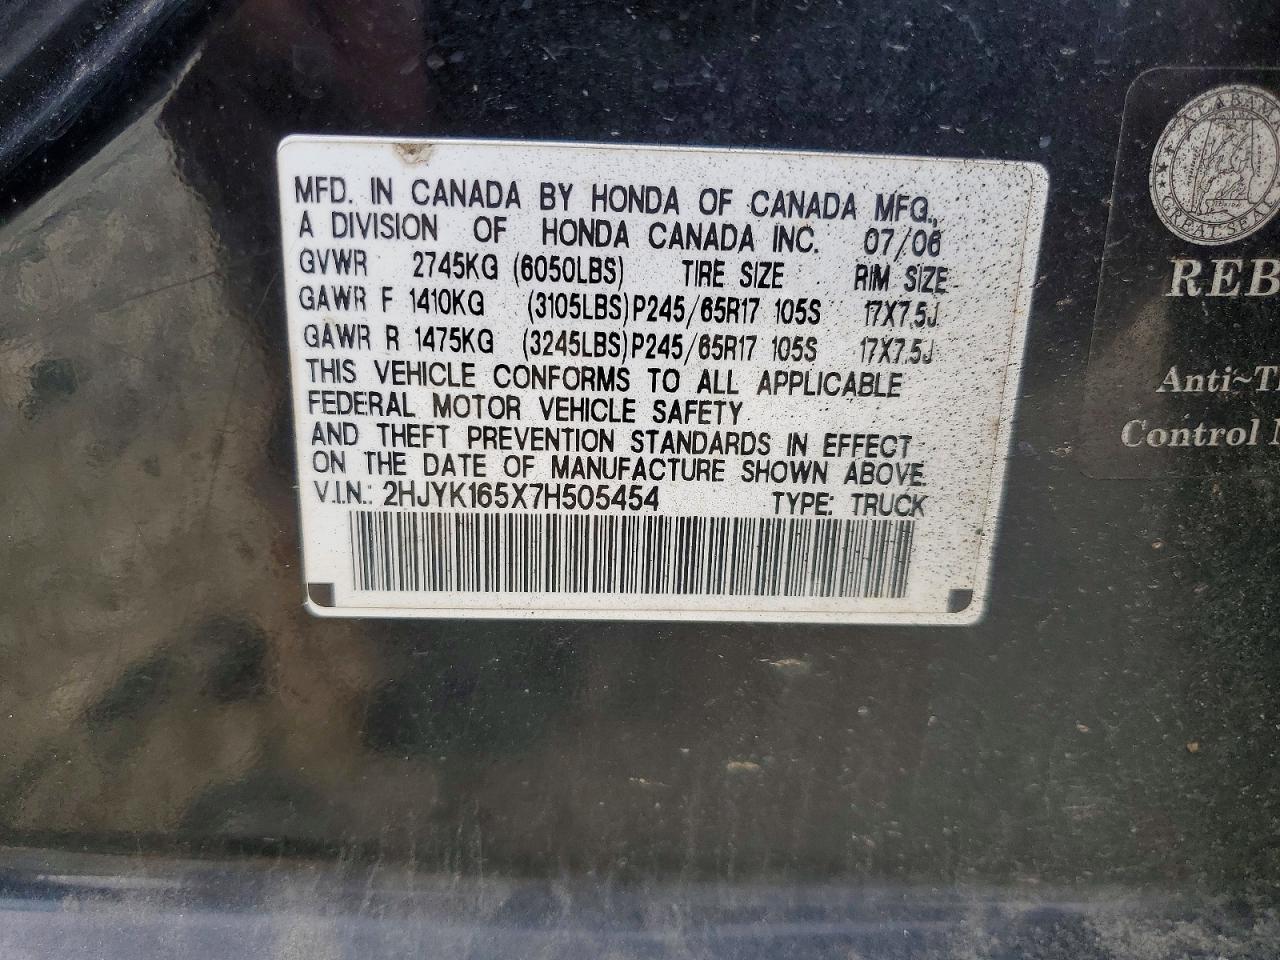 MFD. IN CANADA BY HONDA OF CANADA MFG.,
A DIVISION OF HONDA CANADA INC. 07/06
GVWR 2745KG (6050LBS) TIRE SIZE RIM SIZE
GAWR F 1410KG (3105LBS) P245/65R17 105S 17X7.5J
GAWR R 1475KG (3245LBS) P245/65R17 105S 17X7.5J
THIS VEHICLE CONFORMS TO ALL APPLICABLE
FEDERAL MOTOR VEHICLE SAFETY
AND THEFT PREVENTION STANDARDS IN EFFECT
ON THE DATE OF MANUFACTURE SHOWN ABOVE.
V.I.N.: 2HJYK165X7H505454 TYPE: TRUCK
ALABAMA
GREAT SEAL
REB
Anti~T
Control